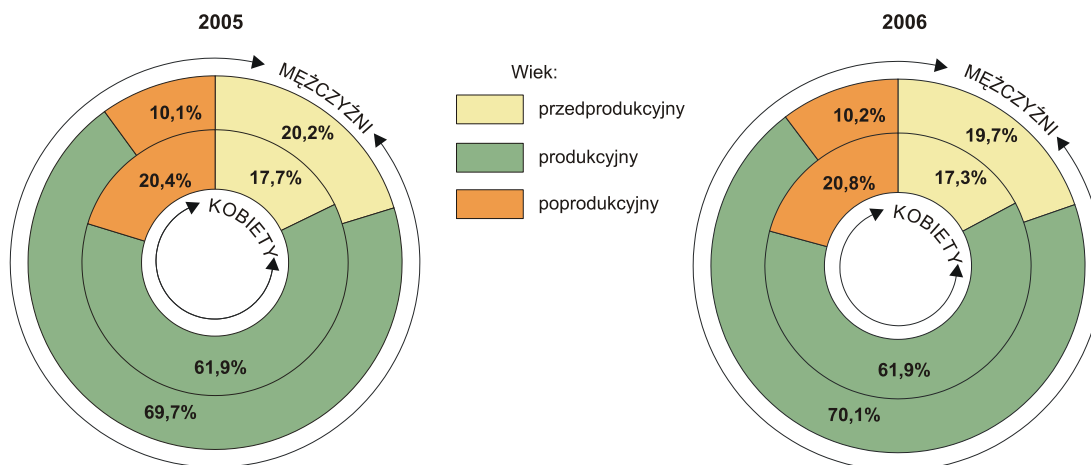 2005
MĘŻCZYŹNI
10,1%
20,2%
20,4%
17,7%
KOBIETY
61,9%
69,7%
Wiek:
przedprodukcyjny
produkcyjny
poprodukcyjny
2006
MĘŻCZYŹNI
10,2%
19,7%
20,8%
17,3%
KOBIETY
61,9%
70,1%